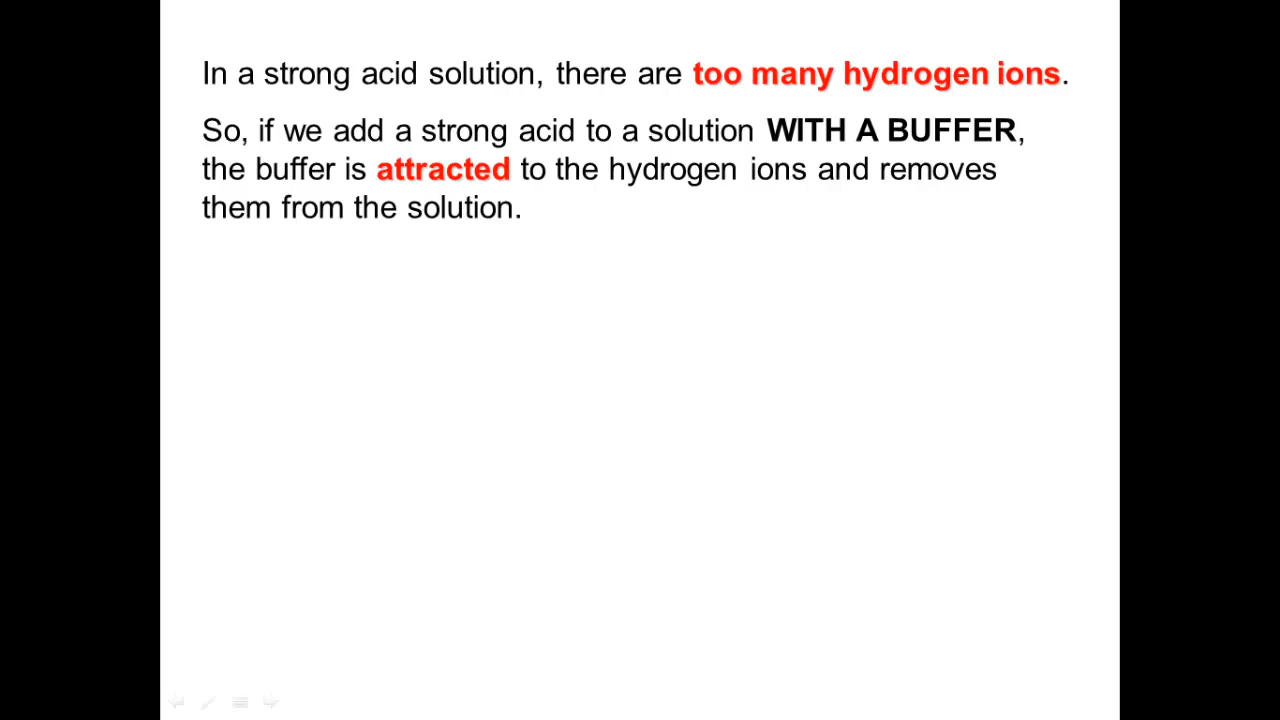 In a strong acid solution, there are too many hydrogen ions.
So, if we add a strong acid to a solution WITH A BUFFER,
the buffer is attracted to the hydrogen ions and removes
them from the solution.